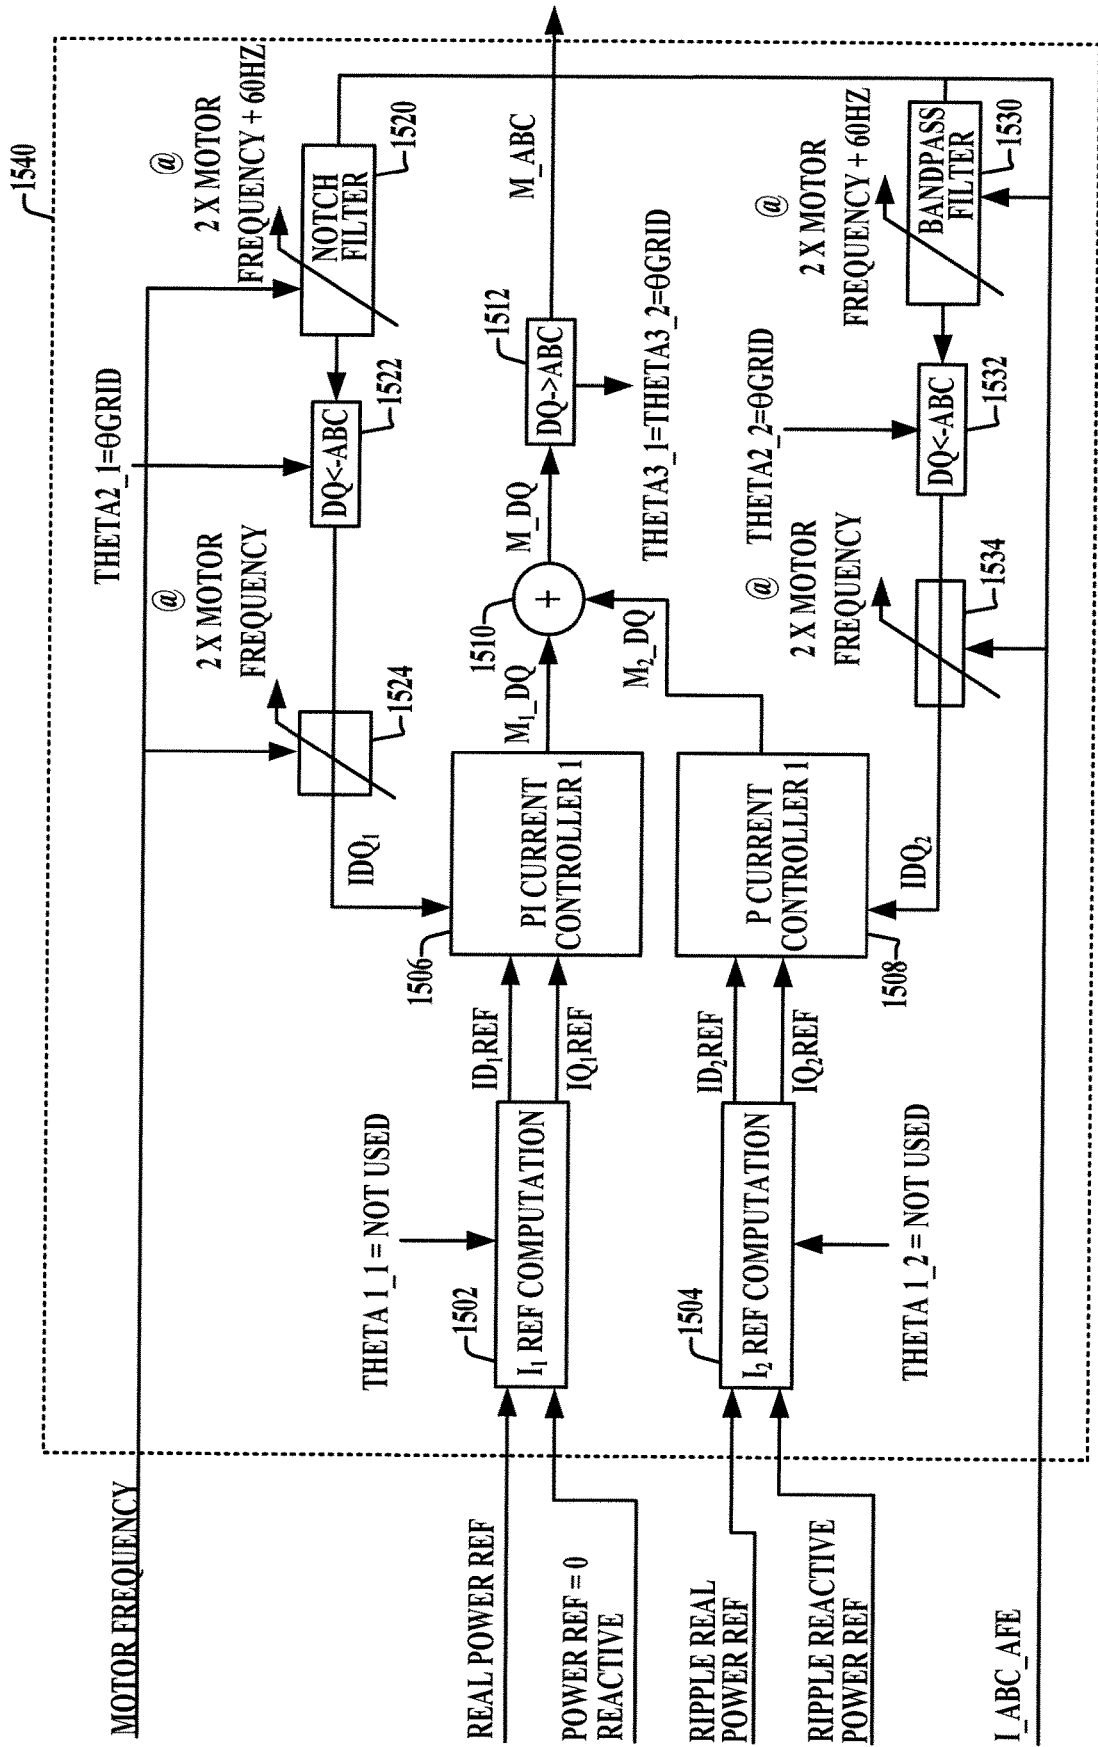 1540
MOTOR FREQUENCY
THETA2_1=θGRID
@
2 X MOTOR
FREQUENCY
1524
1522
DQ<-ABC
@
2 X MOTOR
FREQUENCY + 60HZ
NOTCH
FILTER
1520
IDQ₁
REAL POWER REF
POWER REF = 0
REACTIVE
THETA 1_1 = NOT USED
1502
I₁ REF COMPUTATION
ID₁REF
IQ₁REF
1506
PI CURRENT
CONTROLLER 1
M₁_DQ
1510
+
M_DQ
1512
DQ->ABC
M_ABC
THETA3_1=THETA3_2=θGRID
RIPPLE REAL
POWER REF
RIPPLE REACTIVE
POWER REF
1504
I₂ REF COMPUTATION
THETA 1_2 = NOT USED
ID₂REF
IQ₂REF
P CURRENT
CONTROLLER 1
1508
M₂_DQ
IDQ₂
@
2 X MOTOR
FREQUENCY
1534
THETA2_2=θGRID
DQ<-ABC
1532
@
2 X MOTOR
FREQUENCY + 60HZ
BANDPASS
FILTER
1530
I_ABC_AFE